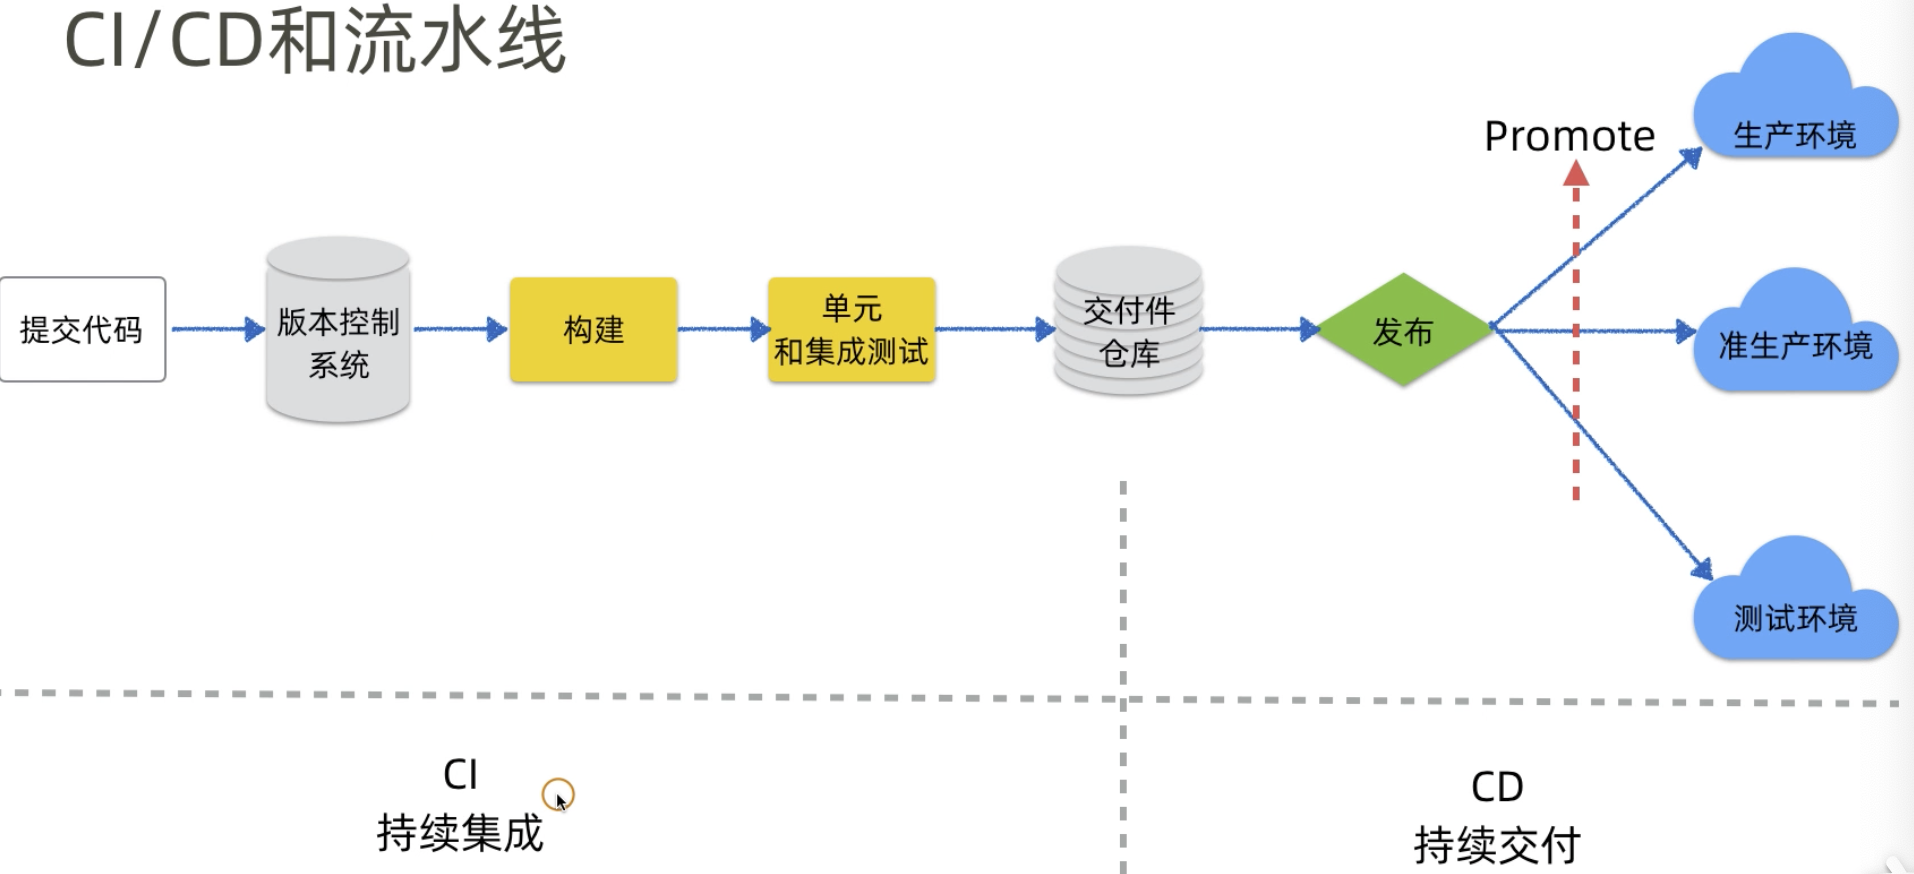 CI/CD和流水线
Promote
生产环境
提交代码
版本控制
系统
构建
单元
和集成测试
交付件
仓库
发布
准生产环境
测试环境
CI
持续集成
CD
持续交付